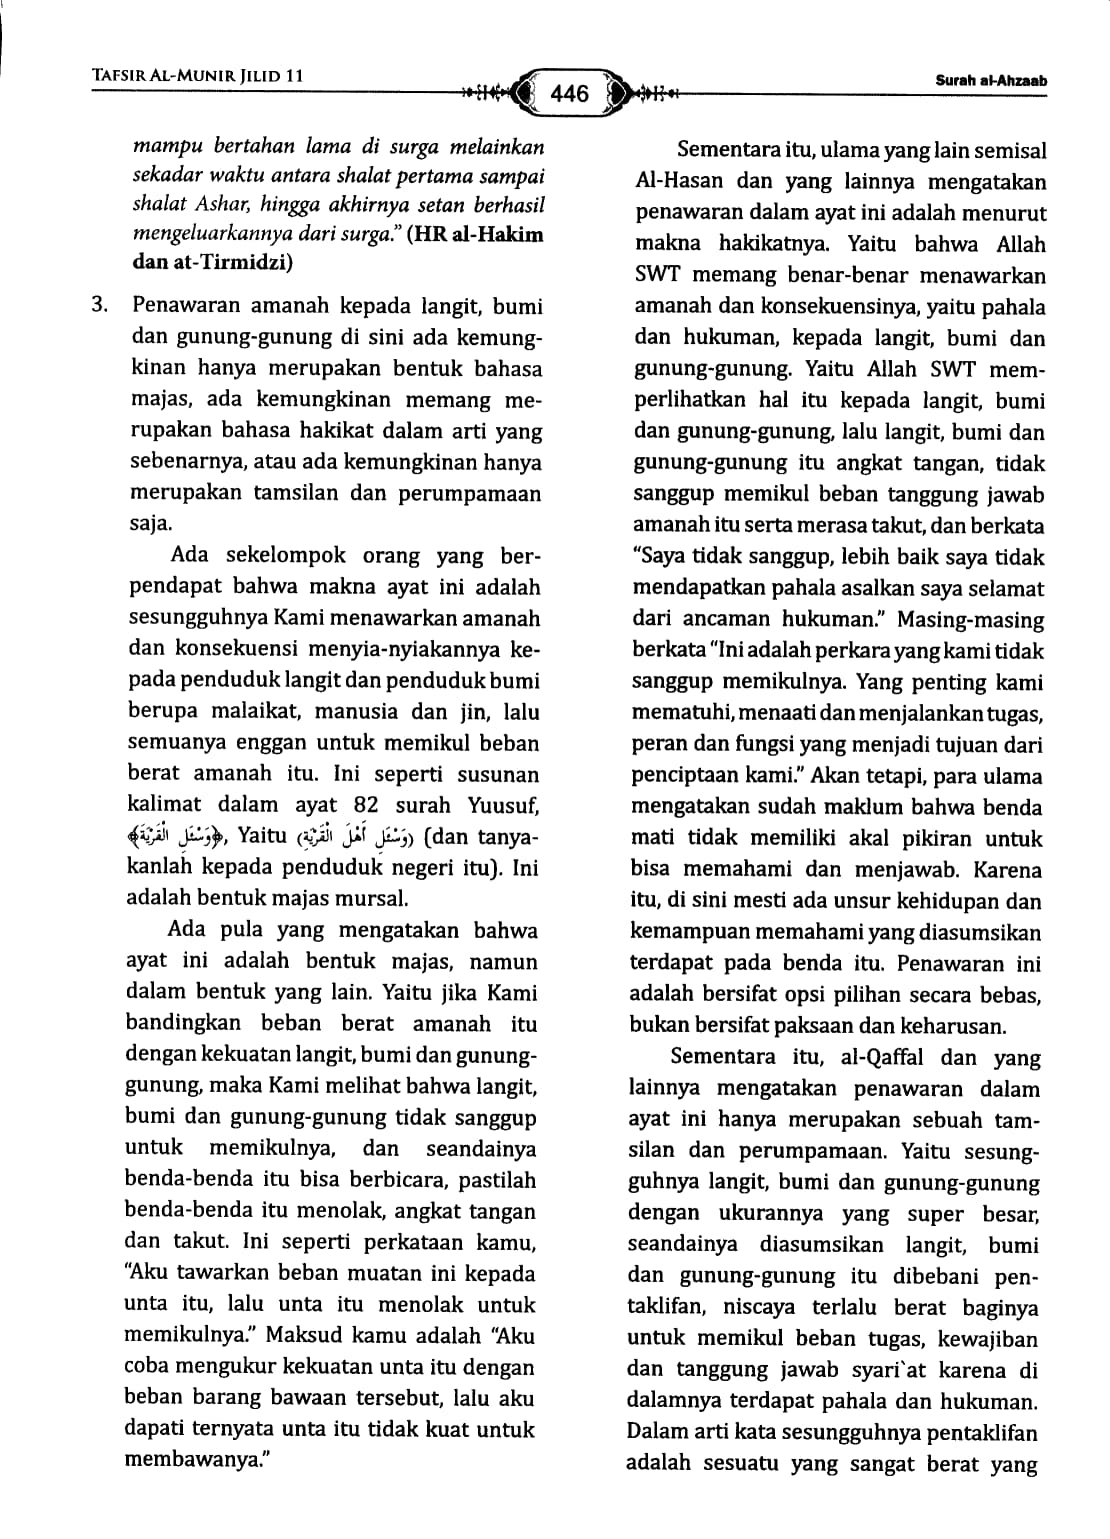 TAFSIR AL-MUNIR JILID 11
446
Surah al-Ahzaab
mampu bertahan lama di surga melainkan
sekadar waktu antara shalat pertama sampai
shalat Ashar, hingga akhirnya setan berhasil
mengeluarkannya dari surga." (HR al-Hakim
dan at-Tirmidzi)
3. Penawaran amanah kepada langit, bumi
dan gunung-gunung di sini ada kemung-
kinan hanya merupakan bentuk bahasa
majas, ada kemungkinan memang me-
rupakan bahasa hakikat dalam arti yang
sebenarnya, atau ada kemungkinan hanya
merupakan tamsilan dan perumpamaan
saja.
Ada sekelompok orang yang ber-
pendapat bahwa makna ayat ini adalah
sesungguhnya Kami menawarkan amanah
dan konsekuensi menyia-nyiakannya ke-
pada penduduk langit dan penduduk bumi
berupa malaikat, manusia dan jin, lalu
semuanya enggan untuk memikul beban
berat amanah itu. Ini seperti susunan
kalimat dalam ayat 82 surah Yuusuf,
﴿وَسْئَلِ الْقَرْيَةَ﴾, Yaitu (وَسْئَلِ أَهْلَ الْقَرْيَةِ) (dan tanya-
kanlah kepada penduduk negeri itu). Ini
adalah bentuk majas mursal.
Ada pula yang mengatakan bahwa
ayat ini adalah bentuk majas, namun
dalam bentuk yang lain. Yaitu jika Kami
bandingkan beban berat amanah itu
dengan kekuatan langit, bumi dan gunung-
gunung, maka Kami melihat bahwa langit,
bumi dan gunung-gunung tidak sanggup
untuk memikulnya, dan seandainya
benda-benda itu bisa berbicara, pastilah
benda-benda itu menolak, angkat tangan
dan takut. Ini seperti perkataan kamu,
"Aku tawarkan beban muatan ini kepada
unta itu, lalu unta itu menolak untuk
memikulnya." Maksud kamu adalah "Aku
coba mengukur kekuatan unta itu dengan
beban barang bawaan tersebut, lalu aku
dapati ternyata unta itu tidak kuat untuk
membawanya."
Sementara itu, ulama yang lain semisal
Al-Hasan dan yang lainnya mengatakan
penawaran dalam ayat ini adalah menurut
makna hakikatnya. Yaitu bahwa Allah
SWT memang benar-benar menawarkan
amanah dan konsekuensinya, yaitu pahala
dan hukuman, kepada langit, bumi dan
gunung-gunung. Yaitu Allah SWT mem-
perlihatkan hal itu kepada langit, bumi
dan gunung-gunung, lalu langit, bumi dan
gunung-gunung itu angkat tangan, tidak
sanggup memikul beban tanggung jawab
amanah itu serta merasa takut, dan berkata
"Saya tidak sanggup, lebih baik saya tidak
mendapatkan pahala asalkan saya selamat
dari ancaman hukuman." Masing-masing
berkata "Ini adalah perkara yang kami tidak
sanggup memikulnya. Yang penting kami
mematuhi, menaati dan menjalankan tugas,
peran dan fungsi yang menjadi tujuan dari
penciptaan kami." Akan tetapi, para ulama
mengatakan sudah maklum bahwa benda
mati tidak memiliki akal pikiran untuk
bisa memahami dan menjawab. Karena
itu, di sini mesti ada unsur kehidupan dan
kemampuan memahami yang diasumsikan
terdapat pada benda itu. Penawaran ini
adalah bersifat opsi pilihan secara bebas,
bukan bersifat paksaan dan keharusan.
Sementara itu, al-Qaffal dan yang
lainnya mengatakan penawaran dalam
ayat ini hanya merupakan sebuah tam-
silan dan perumpamaan. Yaitu sesung-
guhnya langit, bumi dan gunung-gunung
dengan ukurannya yang super besar,
seandainya diasumsikan langit, bumi
dan gunung-gunung itu dibebani pen-
taklifan, niscaya terlalu berat baginya
untuk memikul beban tugas, kewajiban
dan tanggung jawab syari`at karena di
dalamnya terdapat pahala dan hukuman.
Dalam arti kata sesungguhnya pentaklifan
adalah sesuatu yang sangat berat yang